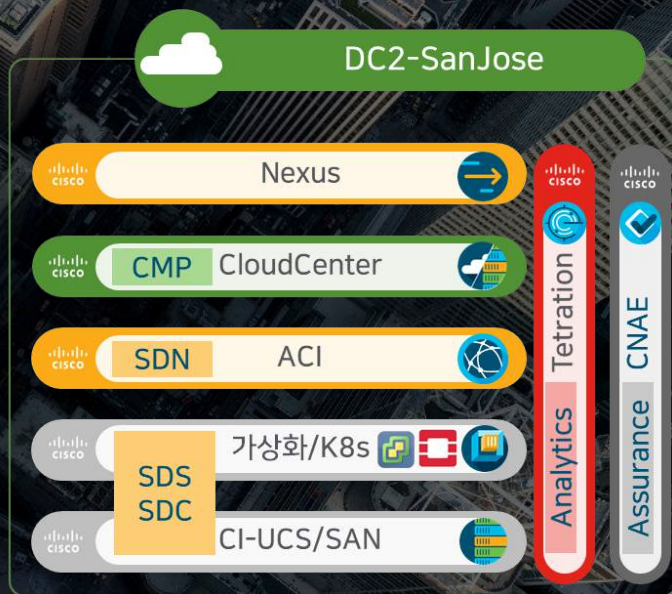 DC2-SanJose
CISCO Nexus
CISCO CMP CloudCenter
CISCO SDN ACI
CISCO 가상화/K8s
SDS
SDC
CISCO CI-UCS/SAN
CISCO
Analytics Tetration
CISCO
Assurance CNAE